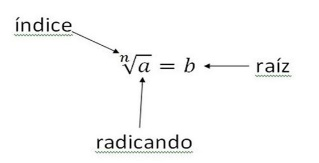 índice
ⁿ√a = b
raíz
radicando